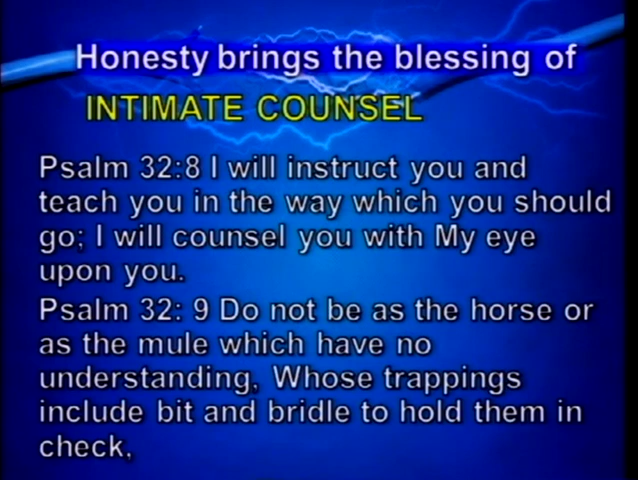 Honesty brings the blessing of
INTIMATE COUNSEL
Psalm 32:8 I will instruct you and
teach you in the way which you should
go; I will counsel you with My eye
upon you.
Psalm 32: 9 Do not be as the horse or
as the mule which have no
understanding, Whose trappings
include bit and bridle to hold them in
check,